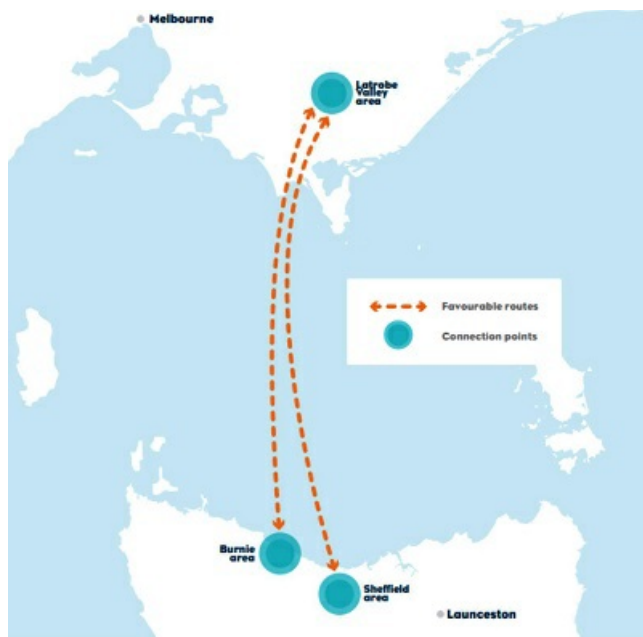 Melbourne
Latrobe
Valley
area
Favourable routes
Connection points
Burnie
area
Sheffield
area
Launceston